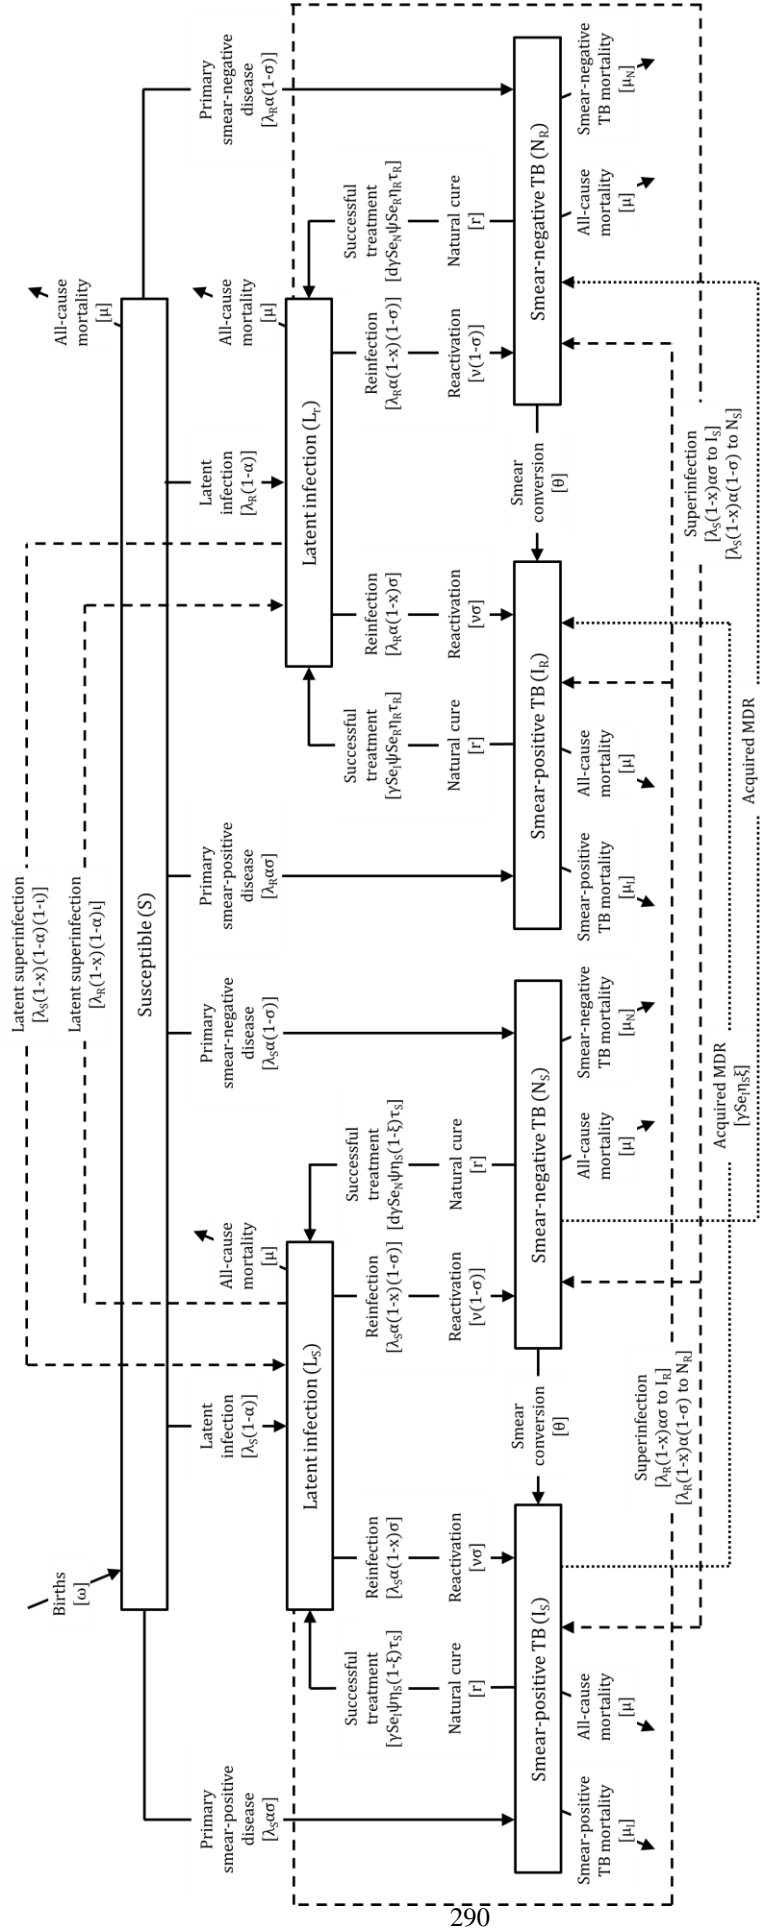 Latent superinfection
[λS(1-x)(1-α)(1-ι)]
Latent superinfection
[λR(1-x)(1-α)ι]
Births
[ω]
All-cause
mortality
[μ]
Susceptible (S)
Primary
smear-positive
disease
[λSασ]
Latent
infection
[λS(1-α)]
All-cause
mortality
[μ]
Primary
smear-negative
disease
[λSα(1-σ)]
Primary
smear-positive
disease
[λRασ]
Latent
infection
[λR(1-α)]
All-cause
mortality
[μ]
Primary
smear-negative
disease
[λRα(1-σ)]
Latent infection (LS)
Latent infection (Lr)
Successful
treatment
[γSeIψηS(1-ξ)τS]
Natural cure
[r]
Reinfection
[λSα(1-x)σ]
Reactivation
[νσ]
Reinfection
[λSα(1-x)(1-σ)]
Reactivation
[ν(1-σ)]
Successful
treatment
[dγSeNψηS(1-ξ)τS]
Natural cure
[r]
Successful
treatment
[γSeIψSeRηRτR]
Natural cure
[r]
Reinfection
[λRα(1-x)σ]
Reactivation
[νσ]
Reinfection
[λRα(1-x)(1-σ)]
Reactivation
[ν(1-σ)]
Successful
treatment
[dγSeNψSeRηRτR]
Natural cure
[r]
Smear-positive TB (IS)
Smear
conversion
[θ]
Smear-negative TB (NS)
Smear-positive TB (IR)
Smear
conversion
[θ]
Smear-negative TB (NR)
Smear-positive
TB mortality
[μI]
All-cause
mortality
[μ]
All-cause
mortality
[μ]
Smear-negative
TB mortality
[μN]
Smear-positive
TB mortality
[μI]
All-cause
mortality
[μ]
All-cause
mortality
[μ]
Smear-negative
TB mortality
[μN]
Superinfection
[λR(1-x)ασ to IR]
[λR(1-x)α(1-σ) to NR]
Superinfection
[λS(1-x)ασ to IS]
[λS(1-x)α(1-σ) to NS]
Acquired MDR
[γSeIηSξ]
Acquired MDR
290